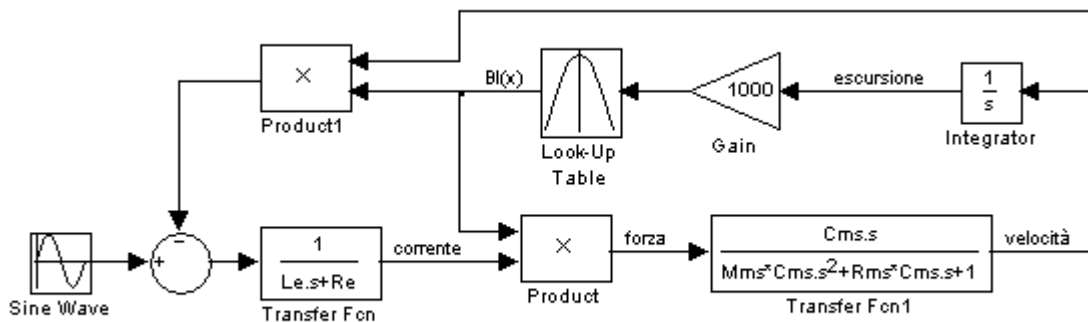 ×
Product1
Bl(x)
Look-Up
Table
1000
Gain
escursione
1
s
Integrator
Sine Wave
−
+
1
Le.s+Re
Transfer Fcn
corrente
×
Product
forza
Cms.s
Mms*Cms.s²+Rms*Cms.s+1
Transfer Fcn1
velocità